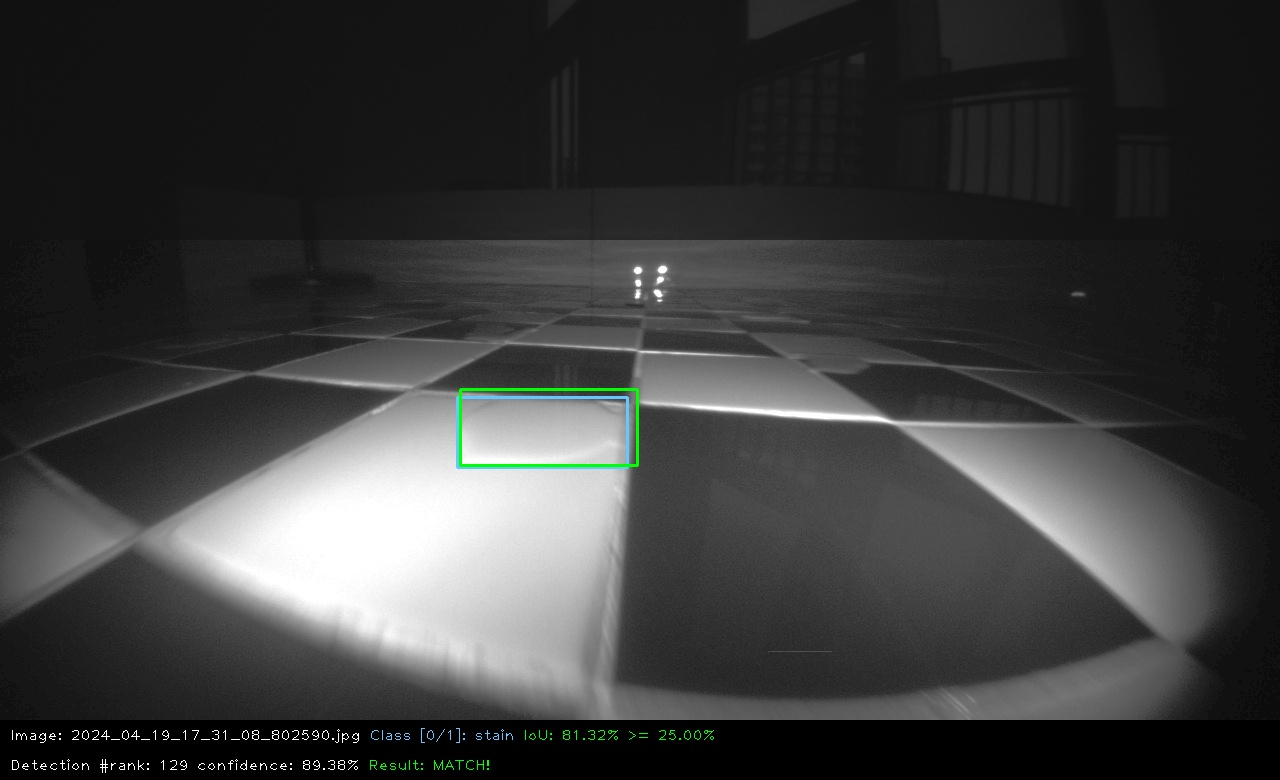 Image: 2024_04_19_17_31_08_802590.jpg Class [0/1]: stain IoU: 81.32% >= 25.00%
Detection #rank: 129 confidence: 89.38% Result: MATCH!